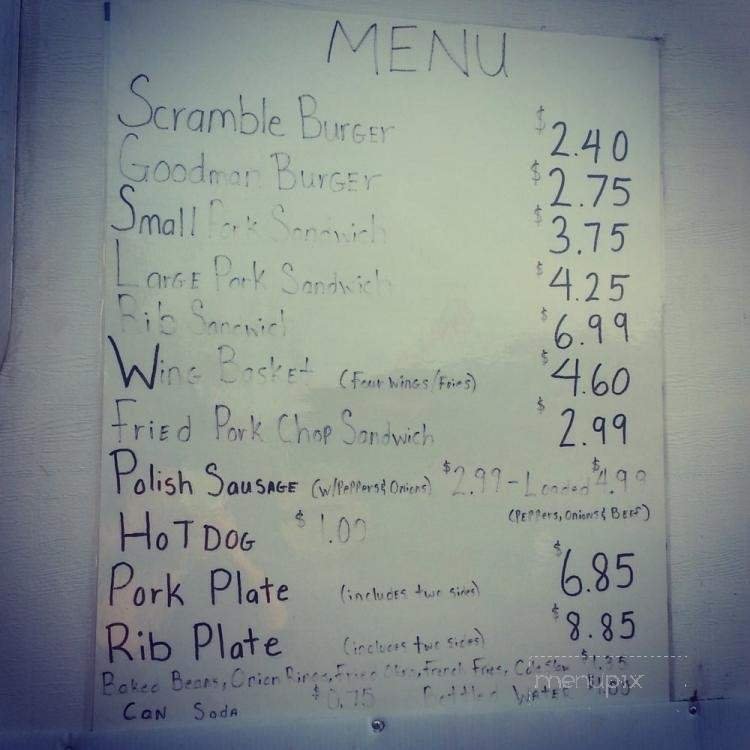 MENU
Scramble Burger $2.40
Goodman Burger $2.75
Small Pork Sandwich $3.75
Large Pork Sandwich $4.25
Rib Sandwich $6.99
Wing Basket (Four Wings/Fries) $4.60
Fried Pork Chop Sandwich $2.99
Polish Sausage (w/Peppers & Onions) $2.99 - Loaded $4.99
(Peppers, Onions & Beef)
Hot Dog $1.00
Pork Plate (includes two sides) $6.85
Rib Plate (includes two sides) $8.85
Baked Beans, Onion Rings, Fried Okra, French Fries, Cole Slaw $1.35
Can Soda $0.75 Bottled Water
menupix